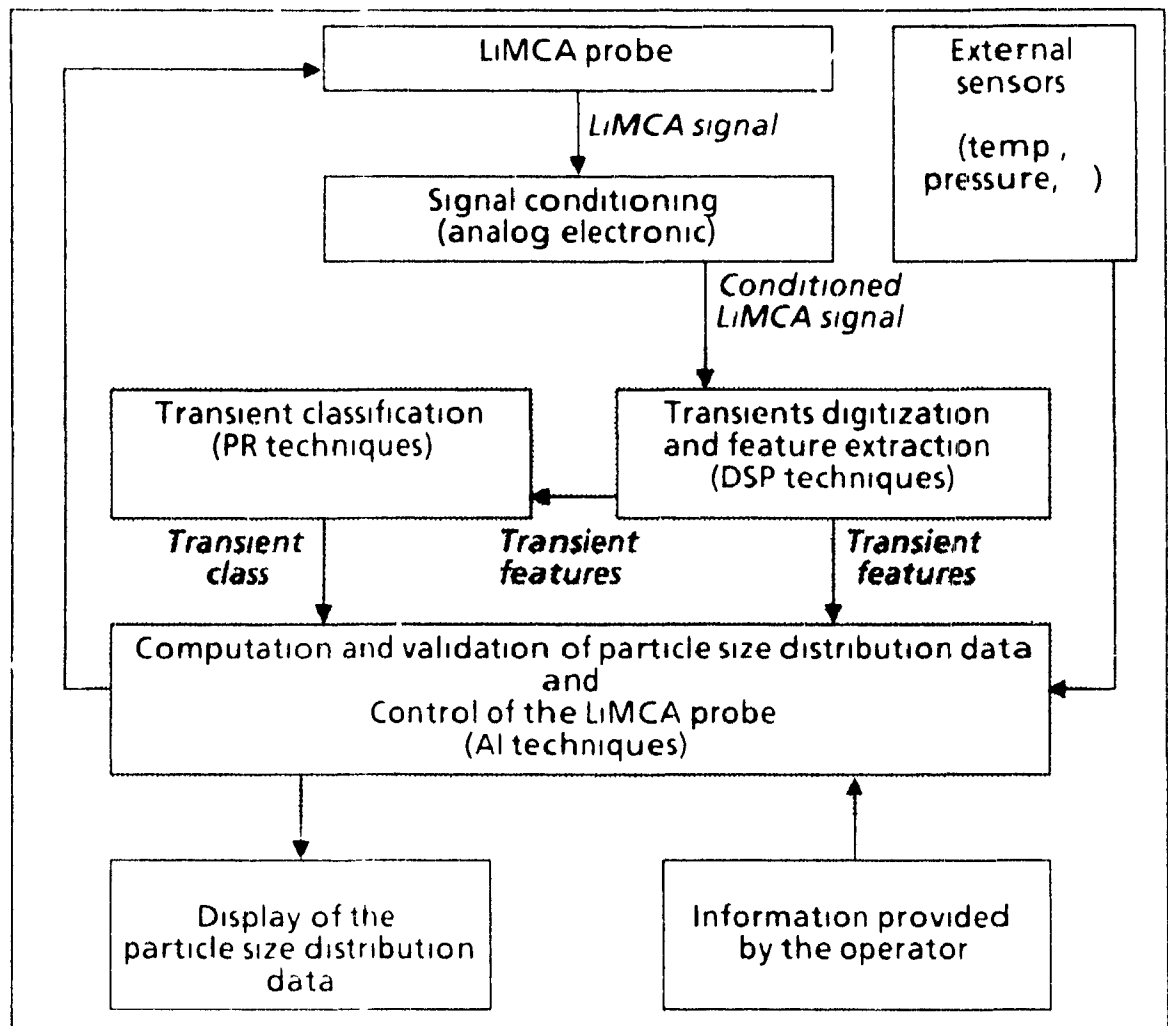 LiMCA probe
External
sensors
(temp,
pressure, )
LiMCA signal
Signal conditioning
(analog electronic)
Conditioned
LiMCA signal
Transient classification
(PR techniques)
Transients digitization
and feature extraction
(DSP techniques)
Transient
class
Transient
features
Transient
features
Computation and validation of particle size distribution data
and
Control of the LiMCA probe
(AI techniques)
Display of the
particle size distribution
data
Information provided
by the operator